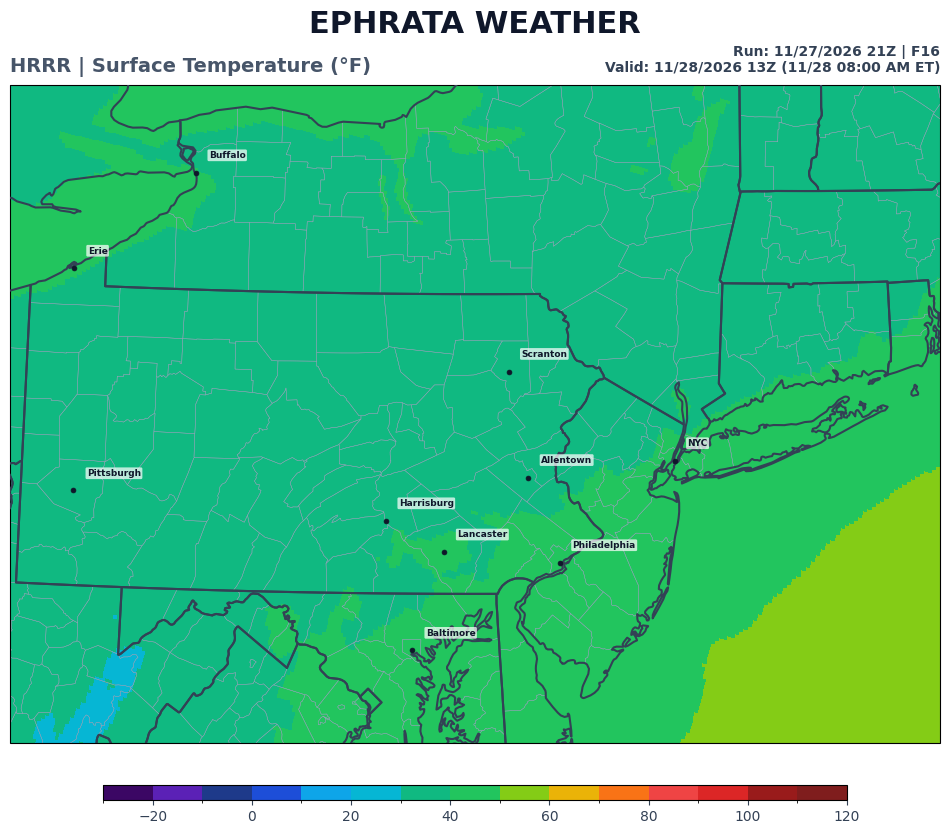 EPHRATA WEATHER
Run: 11/27/2026 21Z | F16
HRRR | Surface Temperature (°F)
Valid: 11/28/2026 13Z (11/28 08:00 AM ET)
Buffalo
Erie
Scranton
NYC
Allentown
Pittsburgh
Harrisburg
Lancaster
Philadelphia
Baltimore
−20 0 20 40 60 80 100 120